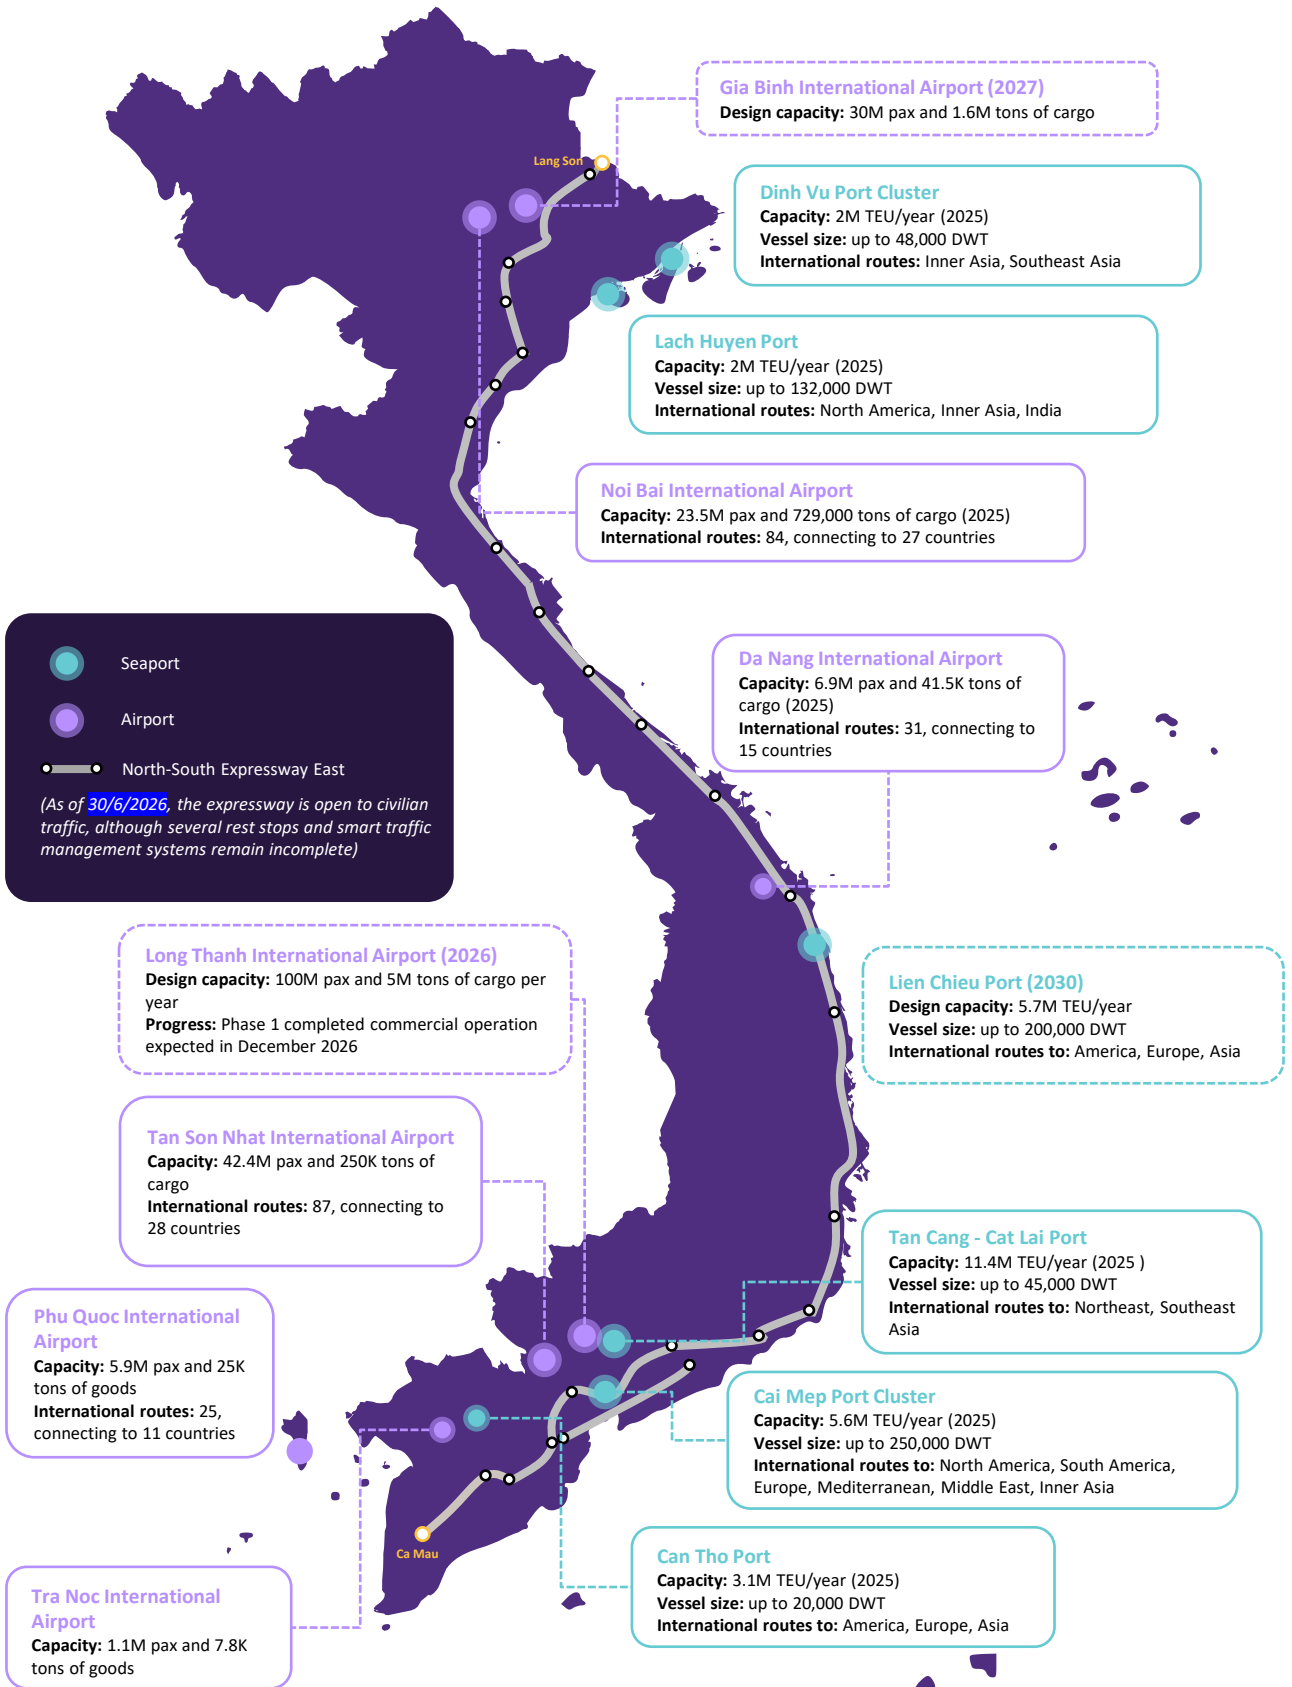 Gia Binh International Airport (2027)
Design capacity: 30M pax and 1.6M tons of cargo
Lang Son
Dinh Vu Port Cluster
Capacity: 2M TEU/year (2025)
Vessel size: up to 48,000 DWT
International routes: Inner Asia, Southeast Asia
Lach Huyen Port
Capacity: 2M TEU/year (2025)
Vessel size: up to 132,000 DWT
International routes: North America, Inner Asia, India
Noi Bai International Airport
Capacity: 23.5M pax and 729,000 tons of cargo (2025)
International routes: 84, connecting to 27 countries
Seaport
Airport
North-South Expressway East
(As of 30/6/2026, the expressway is open to civilian
traffic, although several rest stops and smart traffic
management systems remain incomplete)
Da Nang International Airport
Capacity: 6.9M pax and 41.5K tons of
cargo (2025)
International routes: 31, connecting to
15 countries
Long Thanh International Airport (2026)
Design capacity: 100M pax and 5M tons of cargo per
year
Progress: Phase 1 completed commercial operation
expected in December 2026
Lien Chieu Port (2030)
Design capacity: 5.7M TEU/year
Vessel size: up to 200,000 DWT
International routes to: America, Europe, Asia
Tan Son Nhat International Airport
Capacity: 42.4M pax and 250K tons of
cargo
International routes: 87, connecting to
28 countries
Tan Cang - Cat Lai Port
Capacity: 11.4M TEU/year (2025 )
Vessel size: up to 45,000 DWT
International routes to: Northeast, Southeast
Asia
Phu Quoc International
Airport
Capacity: 5.9M pax and 25K
tons of goods
International routes: 25,
connecting to 11 countries
Cai Mep Port Cluster
Capacity: 5.6M TEU/year (2025)
Vessel size: up to 250,000 DWT
International routes to: North America, South America,
Europe, Mediterranean, Middle East, Inner Asia
Ca Mau
Can Tho Port
Capacity: 3.1M TEU/year (2025)
Vessel size: up to 20,000 DWT
International routes to: America, Europe, Asia
Tra Noc International
Airport
Capacity: 1.1M pax and 7.8K
tons of goods